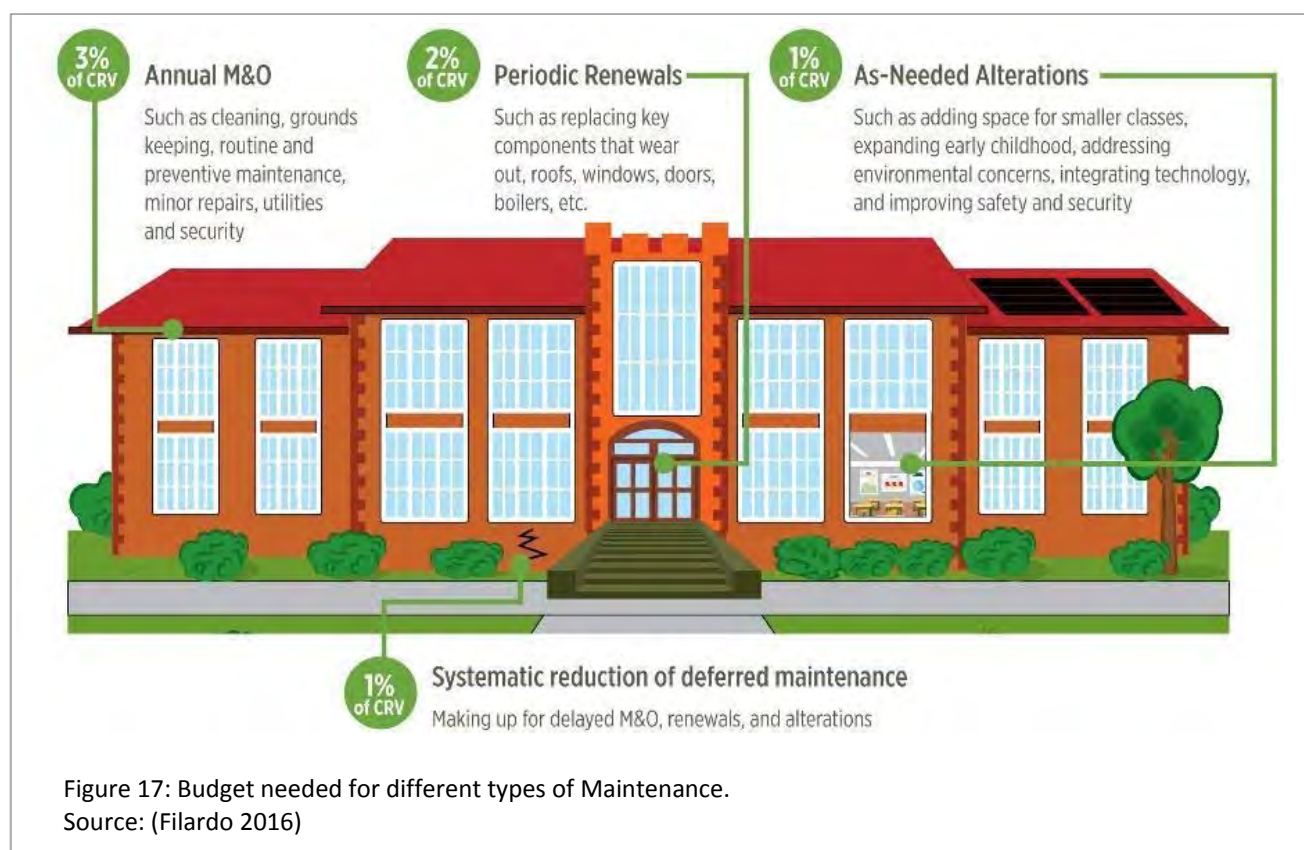 3%
of CRV
Annual M&O
Such as cleaning, grounds
keeping, routine and
preventive maintenance,
minor repairs, utilities
and security
2%
of CRV
Periodic Renewals
Such as replacing key
components that wear
out, roofs, windows, doors,
boilers, etc.
1%
of CRV
As-Needed Alterations
Such as adding space for smaller classes,
expanding early childhood, addressing
environmental concerns, integrating technology,
and improving safety and security
1%
of CRV
Systematic reduction of deferred maintenance
Making up for delayed M&O, renewals, and alterations
Figure 17: Budget needed for different types of Maintenance.
Source: (Filardo 2016)